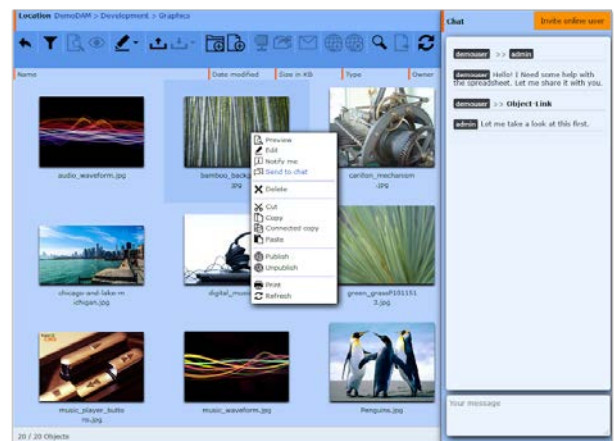 Location DemoDAM > Development > Graphics
Name
Date modified
Size in KB
Type
Owner
audio_waveform.jpg
bamboo_backg
.jpg
carillon_mechanism
.jpg
Preview
Edit
Notify me
Send to chat
Delete
Cut
Copy
Connected copy
Paste
Publish
Unpublish
Print
Refresh
chicago-and-lake-m
ichigan.jpg
digital_music
green_grassP101151
3.jpg
music_player_butto
ns.jpg
music_waveform.jpg
Penguins.jpg
20 / 20 Objects
Chat
Invite online user
demouser >> admin
demouser Hello! I Need some help with
the spreadsheet. Let me share it with you.
demouser >> Object-Link
admin Let me take a look at this first.
Your message